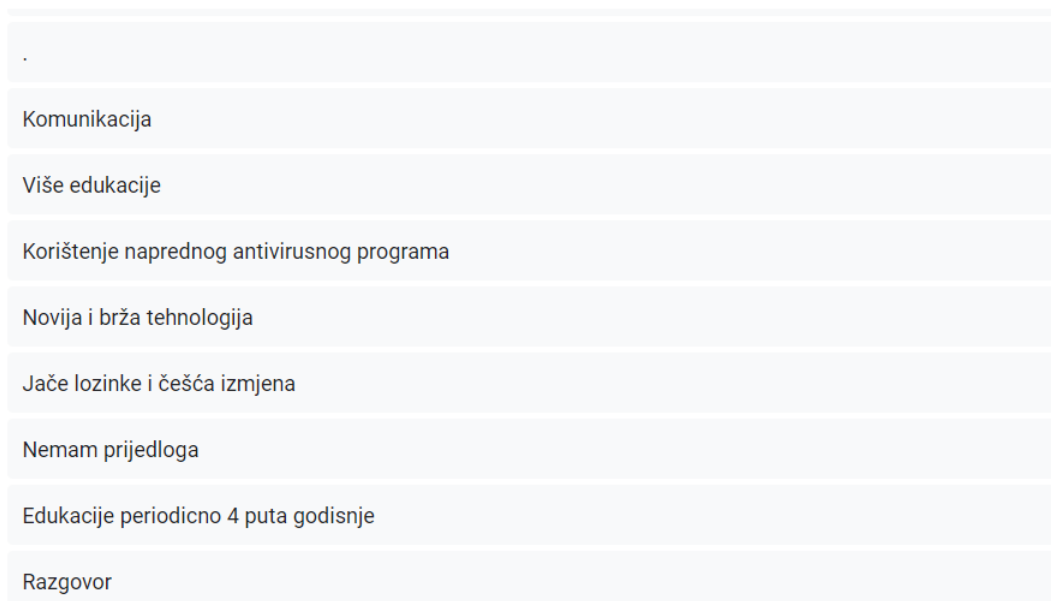 .
Komunikacija
Više edukacije
Korištenje naprednog antivirusnog programa
Novija i brža tehnologija
Jače lozinke i češća izmjena
Nemam prijedloga
Edukacije periodicno 4 puta godisnje
Razgovor